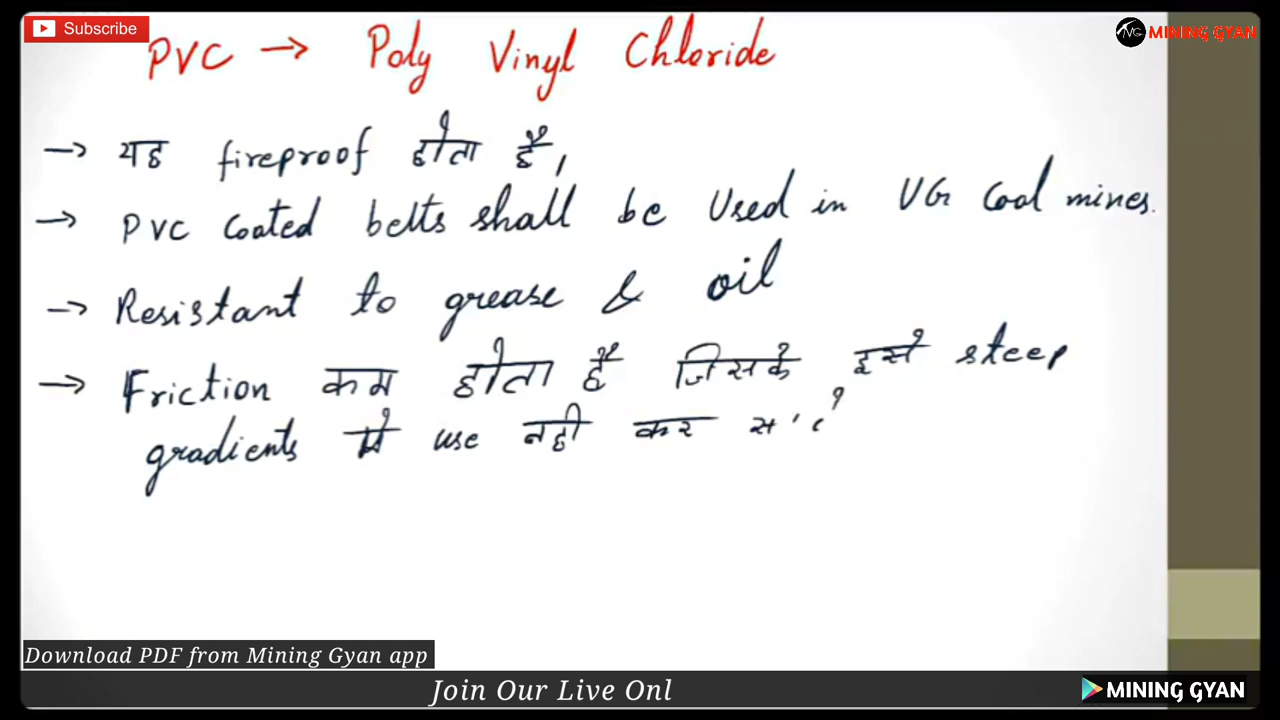 Subscribe
MINING GYAN
PVC → Poly Vinyl Chloride
→ यह fireproof होता है,
→ PVC coated belts shall be Used in UG Coal mines.
→ Resistant to grease & oil
→ Friction कम होता है जिसके इसे steep
gradients में use नही कर
Download PDF from Mining Gyan app
Join Our Live Onl
MINING GYAN